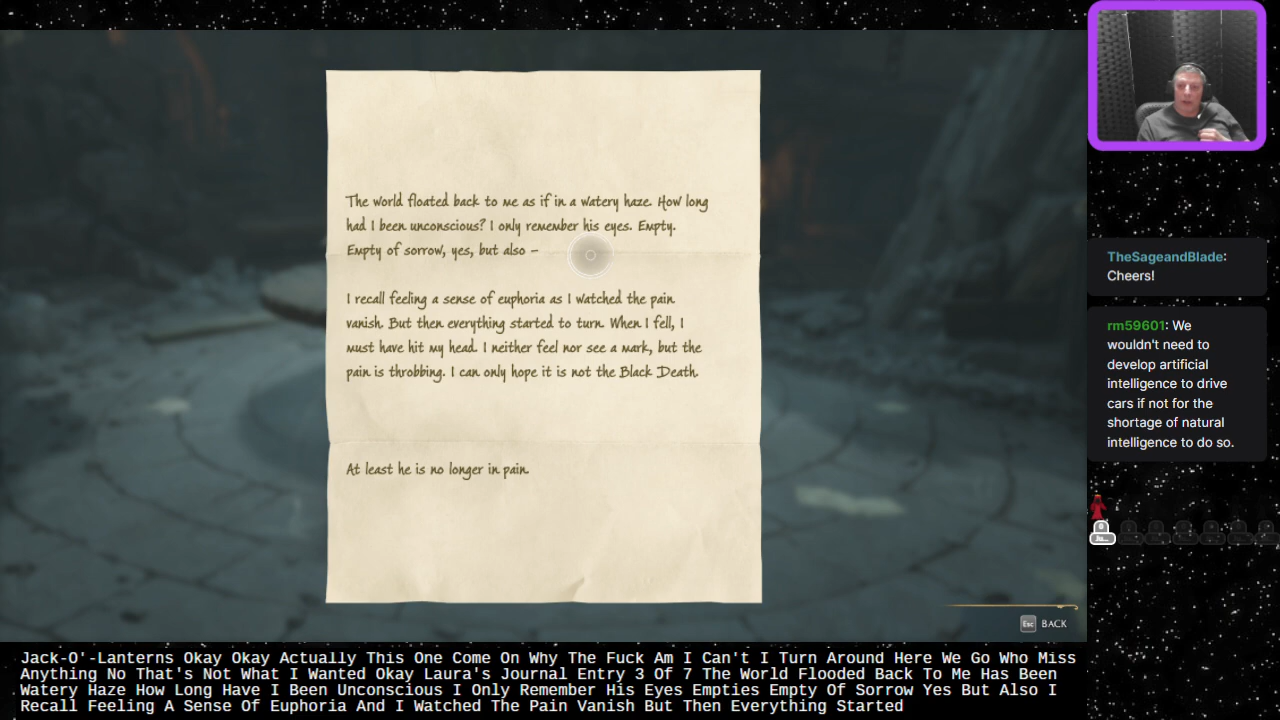 The world floated back to me as if in a watery haze. How long
had I been unconscious? I only remember his eyes. Empty.
Empty of sorrow, yes, but also –
I recall feeling a sense of euphoria as I watched the pain
vanish. But then everything started to turn. When I fell, I
must have hit my head. I neither feel nor see a mark, but the
pain is throbbing. I can only hope it is not the Black Death.
At least he is no longer in pain.
Esc BACK
TheSageandBlade:
Cheers!
rm59601: We
wouldn't need to
develop artificial
intelligence to drive
cars if not for the
shortage of natural
intelligence to do so.
0
Jack-O'-Lanterns Okay Okay Actually This One Come On Why The Fuck Am I Can't I Turn Around Here We Go Who Miss
Anything No That's Not What I Wanted Okay Laura's Journal Entry 3 Of 7 The World Flooded Back To Me Has Been
Watery Haze How Long Have I Been Unconscious I Only Remember His Eyes Empties Empty Of Sorrow Yes But Also I
Recall Feeling A Sense Of Euphoria And I Watched The Pain Vanish But Then Everything Started